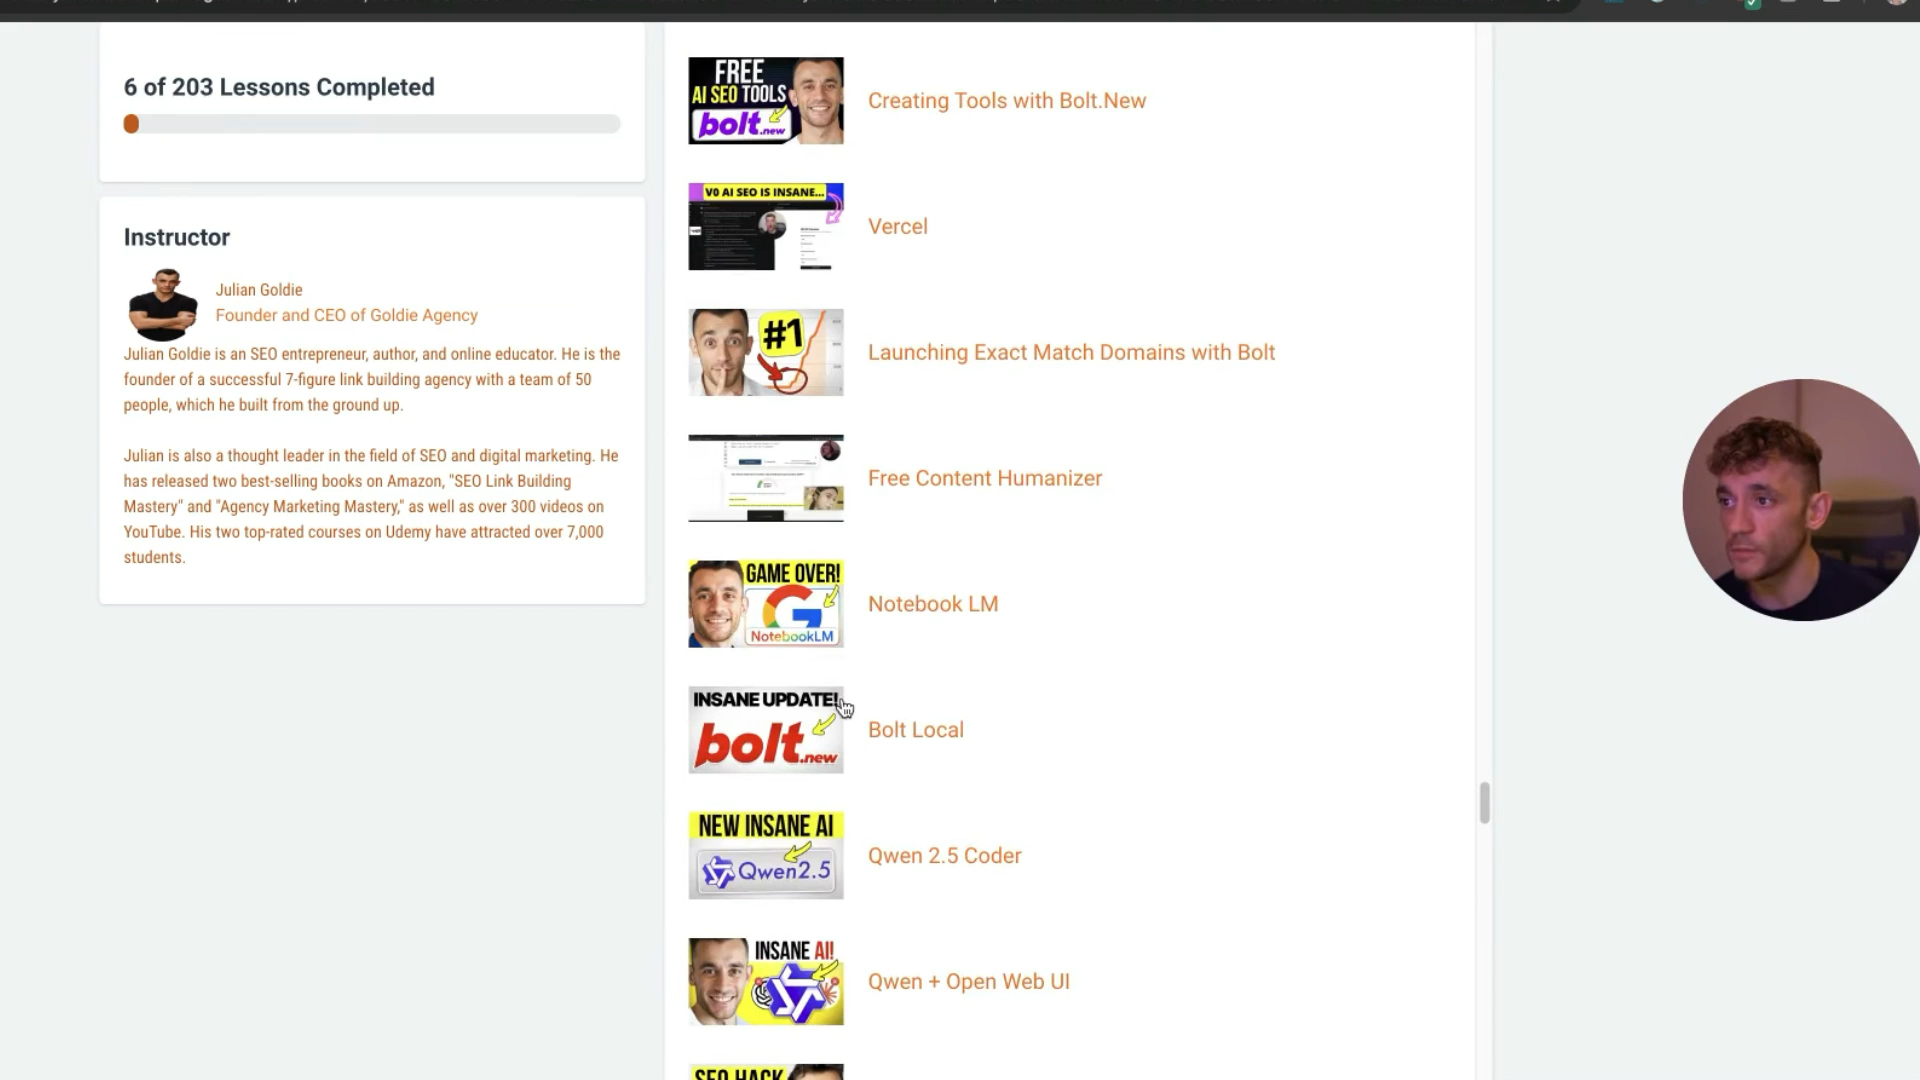 6 of 203 Lessons Completed
Instructor
Julian Goldie
Founder and CEO of Goldie Agency
Julian Goldie is an SEO entrepreneur, author, and online educator. He is the
founder of a successful 7-figure link building agency with a team of 50
people, which he built from the ground up.
Julian is also a thought leader in the field of SEO and digital marketing. He
has released two best-selling books on Amazon, "SEO Link Building
Mastery" and "Agency Marketing Mastery," as well as over 300 videos on
YouTube. His two top-rated courses on Udemy have attracted over 7,000
students.
FREE
AI SEO TOOLS
bolt.new
Creating Tools with Bolt.New
V0 AI SEO IS INSANE...
Vercel
#1
Launching Exact Match Domains with Bolt
Free Content Humanizer
GAME OVER!
NotebookLM
Notebook LM
INSANE UPDATE!
bolt.new
Bolt Local
NEW INSANE AI
Qwen2.5
Qwen 2.5 Coder
INSANE AI!
Qwen + Open Web UI
SEO HACK